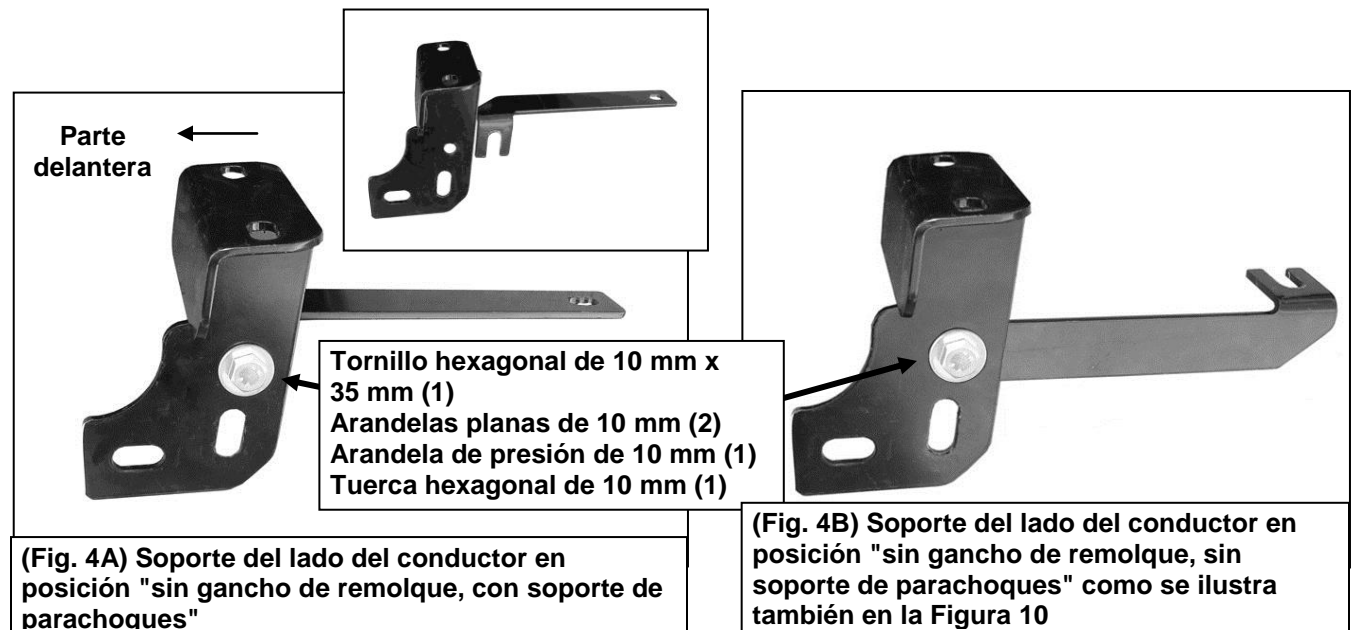 Parte
delantera
Tornillo hexagonal de 10 mm x
35 mm (1)
Arandelas planas de 10 mm (2)
Arandela de presión de 10 mm (1)
Tuerca hexagonal de 10 mm (1)
(Fig. 4A) Soporte del lado del conductor en
posición "sin gancho de remolque, con soporte de
parachoques"
(Fig. 4B) Soporte del lado del conductor en
posición "sin gancho de remolque, sin
soporte de parachoques" como se ilustra
también en la Figura 10